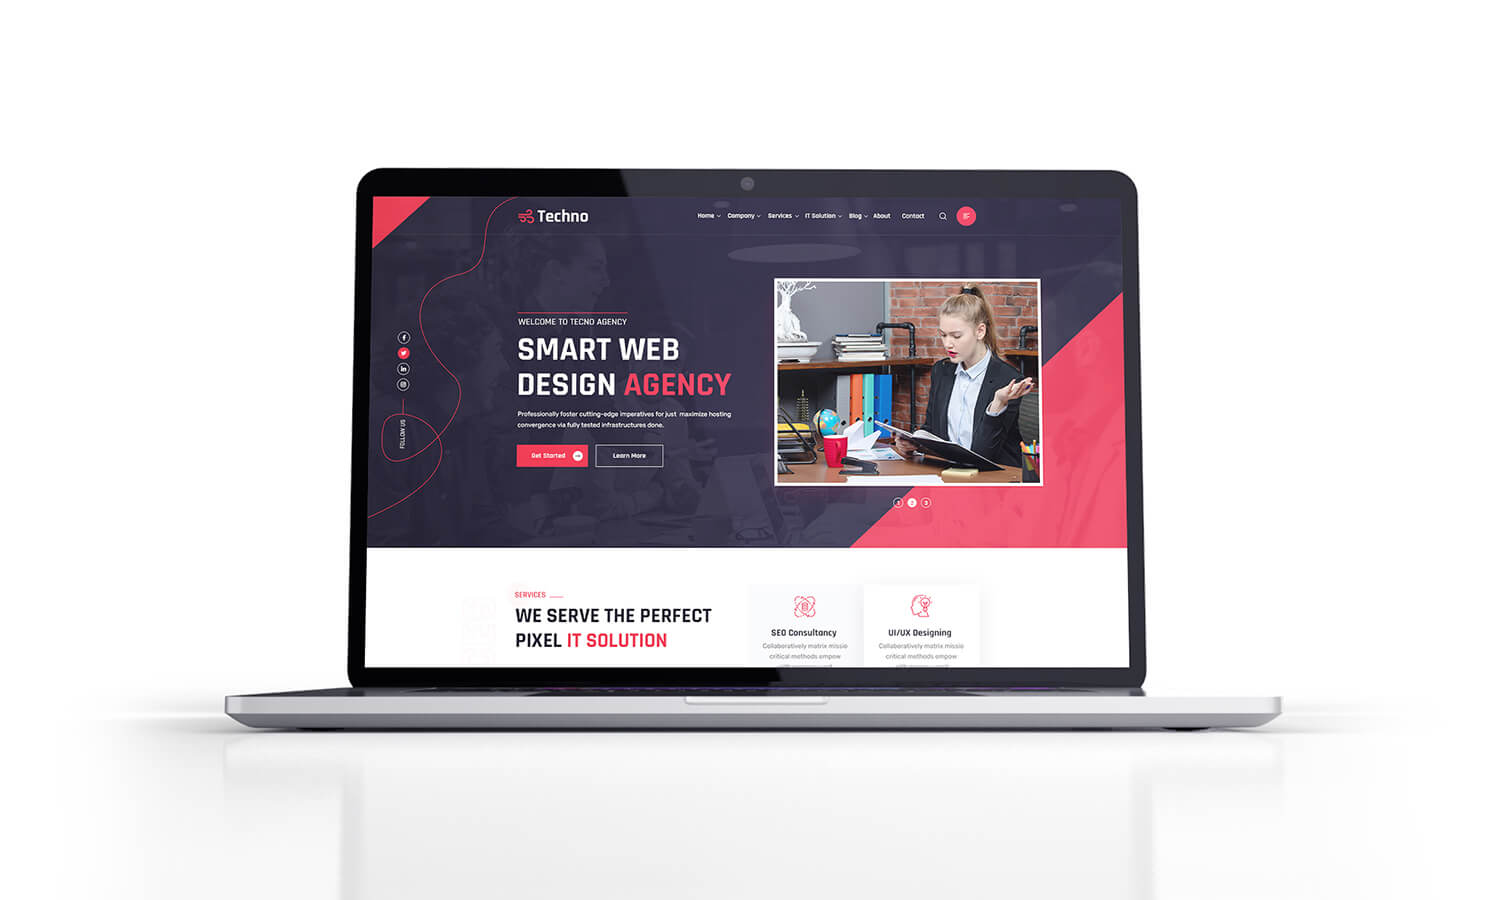 Techno
Home Company Services IT Solution Blog About Contact
WELCOME TO TECNO AGENCY
SMART WEB
DESIGN AGENCY
Professionally foster cutting-edge imperatives for just maximize hosting
convergence via fully tested infrastructures done.
Get Started
Learn More
FOLLOW US
1 2 3
SERVICES
WE SERVE THE PERFECT
PIXEL IT SOLUTION
SEO Consultancy
Collaboratively matrix missio
critical methods empow
UI/UX Designing
Collaboratively matrix missio
critical methods empow